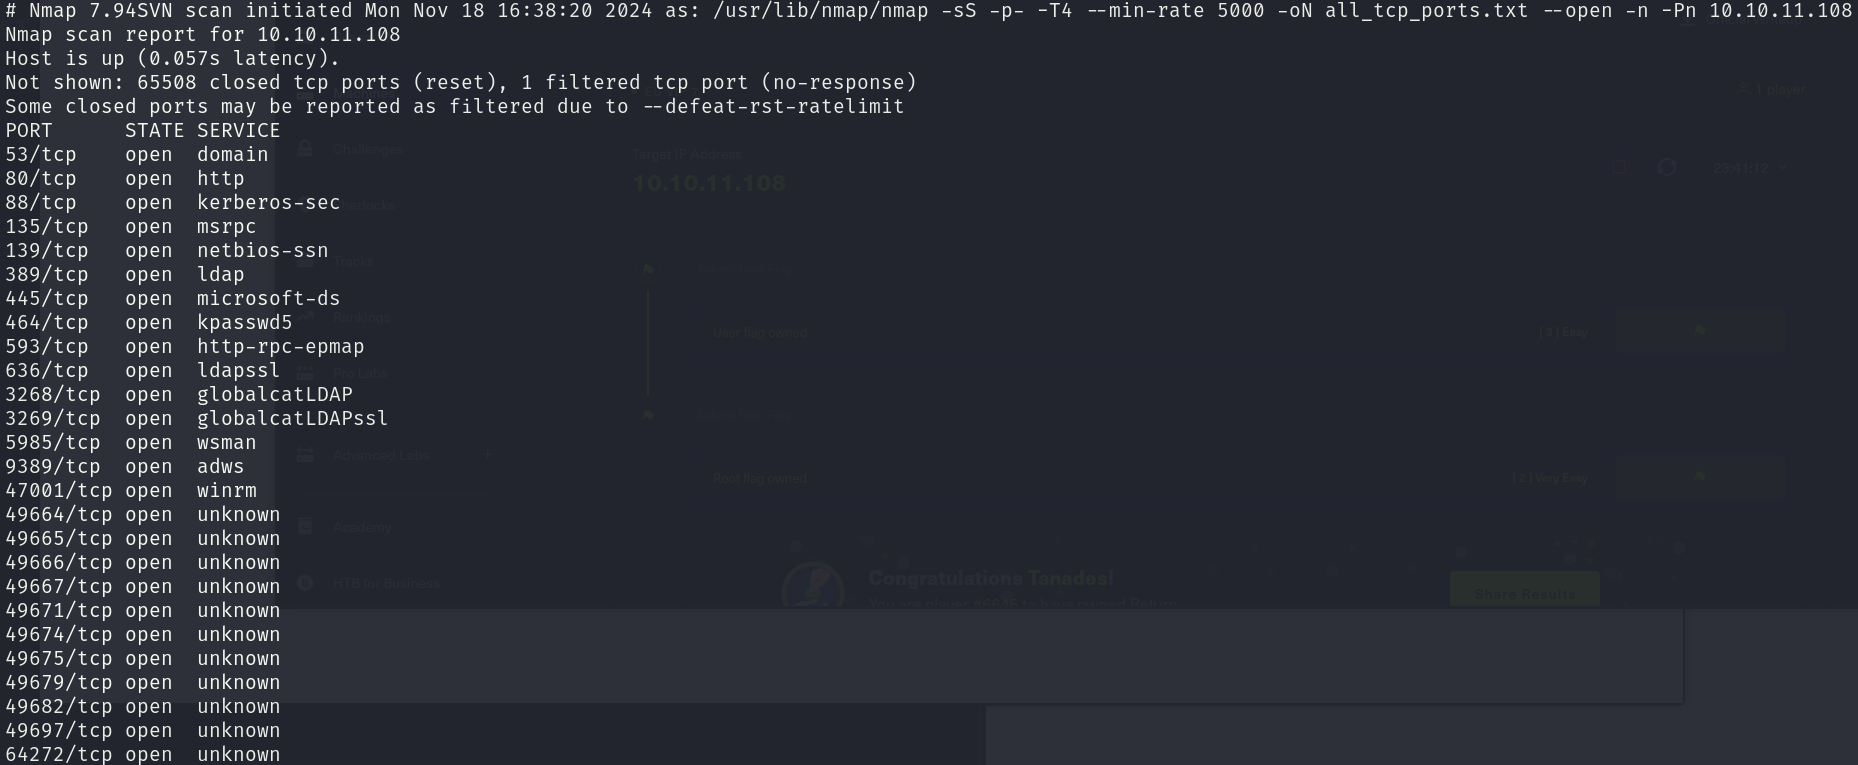 # Nmap 7.94SVN scan initiated Mon Nov 18 16:38:20 2024 as: /usr/lib/nmap/nmap -sS -p- -T4 --min-rate 5000 -oN all_tcp_ports.txt --open -n -Pn 10.10.11.108
Nmap scan report for 10.10.11.108
Host is up (0.057s latency).
Not shown: 65508 closed tcp ports (reset), 1 filtered tcp port (no-response)
Some closed ports may be reported as filtered due to --defeat-rst-ratelimit
PORT STATE SERVICE
53/tcp open domain
80/tcp open http
88/tcp open kerberos-sec
135/tcp open msrpc
139/tcp open netbios-ssn
389/tcp open ldap
445/tcp open microsoft-ds
464/tcp open kpasswd5
593/tcp open http-rpc-epmap
636/tcp open ldapssl
3268/tcp open globalcatLDAP
3269/tcp open globalcatLDAPssl
5985/tcp open wsman
9389/tcp open adws
47001/tcp open winrm
49664/tcp open unknown
49665/tcp open unknown
49666/tcp open unknown
49667/tcp open unknown
49671/tcp open unknown
49674/tcp open unknown
49675/tcp open unknown
49679/tcp open unknown
49682/tcp open unknown
49697/tcp open unknown
64272/tcp open unknown
1 player
Challenges
Target IP Address
10.10.11.108
23:41:12
Tracks
Rankings
User flag owned
Easy
Pro Labs
Advanced Labs +
Root flag owned
Very Easy
Academy
HTB for Business
Congratulations Tanades!
Share Results